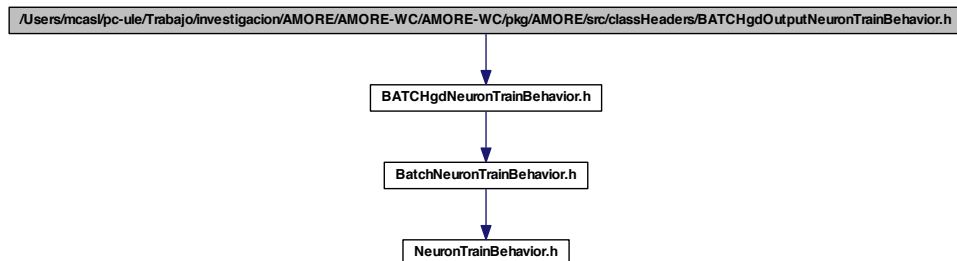 /Users/mcasl/pc-ule/Trabajo/investigacion/AMORE/AMORE-WC/AMORE-WC/pkg/AMORE/src/classHeaders/BATCHgdOutputNeuronTrainBehavior.h
BATCHgdNeuronTrainBehavior.h
BatchNeuronTrainBehavior.h
NeuronTrainBehavior.h